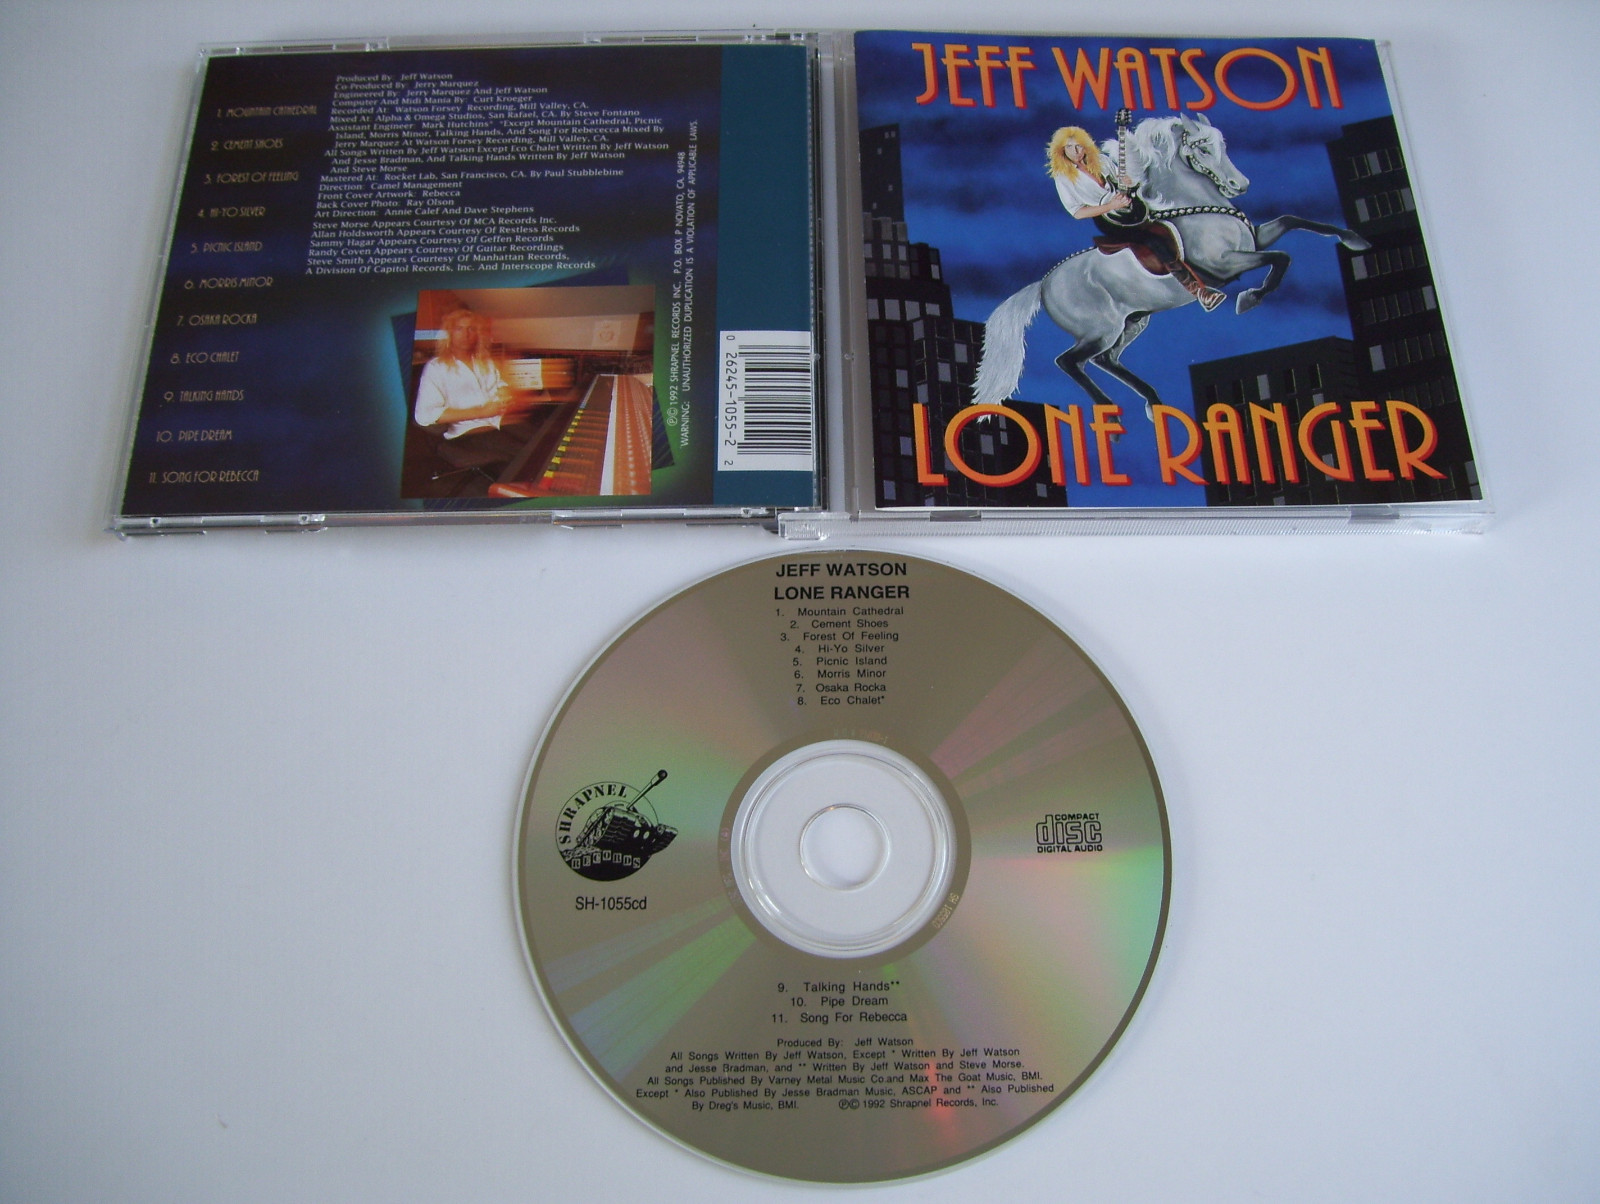 1. MOUNTAIN CATHEDRAL
2. CEMENT SHOES
3. FOREST OF FEELING
4. HI-YO SILVER
5. PICNIC ISLAND
6. MORRIS MINOR
7. OSAKA ROCKA
8. ECO CHALET
9. TALKING HANDS
10. PIPE DREAM
11. SONG FOR REBECCA
Produced By: Jeff Watson
Co-Produced By: Jerry Marquez
Engineered By: Jerry Marquez And Jeff Watson
Computer And Midi Mania By: Curt Kroeger
Recorded At: Watson Forsey Recording, Mill Valley, CA.
Mixed At: Alpha & Omega Studios, San Rafael, CA. By Steve Fontano
Assistant Engineer: Mark Hutchins* *Except Mountain Cathedral, Picnic
Island, Morris Minor, Talking Hands, And Song For Rebececca Mixed By
Jerry Marquez At Watson Forsey Recording, Mill Valley, CA.
All Songs Written By Jeff Watson Except Eco Chalet Written By Jeff Watson
And Jesse Bradman, And Talking Hands Written By Jeff Watson
And Steve Morse
Mastered At: Rocket Lab, San Francisco, CA. By Paul Stubblebine
Direction: Camel Management
Front Cover Artwork: Rebecca
Back Cover Photo: Ray Olson
Art Direction: Annie Calef And Dave Stephens
Steve Morse Appears Courtesy Of MCA Records Inc.
Allan Holdsworth Appears Courtesy Of Restless Records
Sammy Hagar Appears Courtesy Of Geffen Records
Randy Coven Appears Courtesy Of Guitar Recordings
Steve Smith Appears Courtesy Of Manhattan Records,
A Division Of Capitol Records, Inc. And Interscope Records
℗© 1992 SHRAPNEL RECORDS INC. P.O. BOX P NOVATO, CA. 94948
WARNING: UNAUTHORIZED DUPLICATION IS A VIOLATION OF APPLICABLE LAWS.
0 26245-1055-2 2
JEFF WATSON
LONE RANGER
JEFF WATSON
LONE RANGER
1. Mountain Cathedral
2. Cement Shoes
3. Forest Of Feeling
4. Hi-Yo Silver
5. Picnic Island
6. Morris Minor
7. Osaka Rocka
8. Eco Chalet*
SHRAPNEL
RECORDS
SH-1055cd
COMPACT
disc
DIGITAL AUDIO
9. Talking Hands**
10. Pipe Dream
11. Song For Rebecca
Produced By: Jeff Watson
All Songs Written By Jeff Watson, Except * Written By Jeff Watson
and Jesse Bradman, and ** Written By Jeff Watson and Steve Morse.
All Songs Published By Varney Metal Music Co.and Max The Goat Music, BMI.
Except * Also Published By Jesse Bradman Music, ASCAP and ** Also Published
By Dreg's Music, BMI. ℗© 1992 Shrapnel Records, Inc.